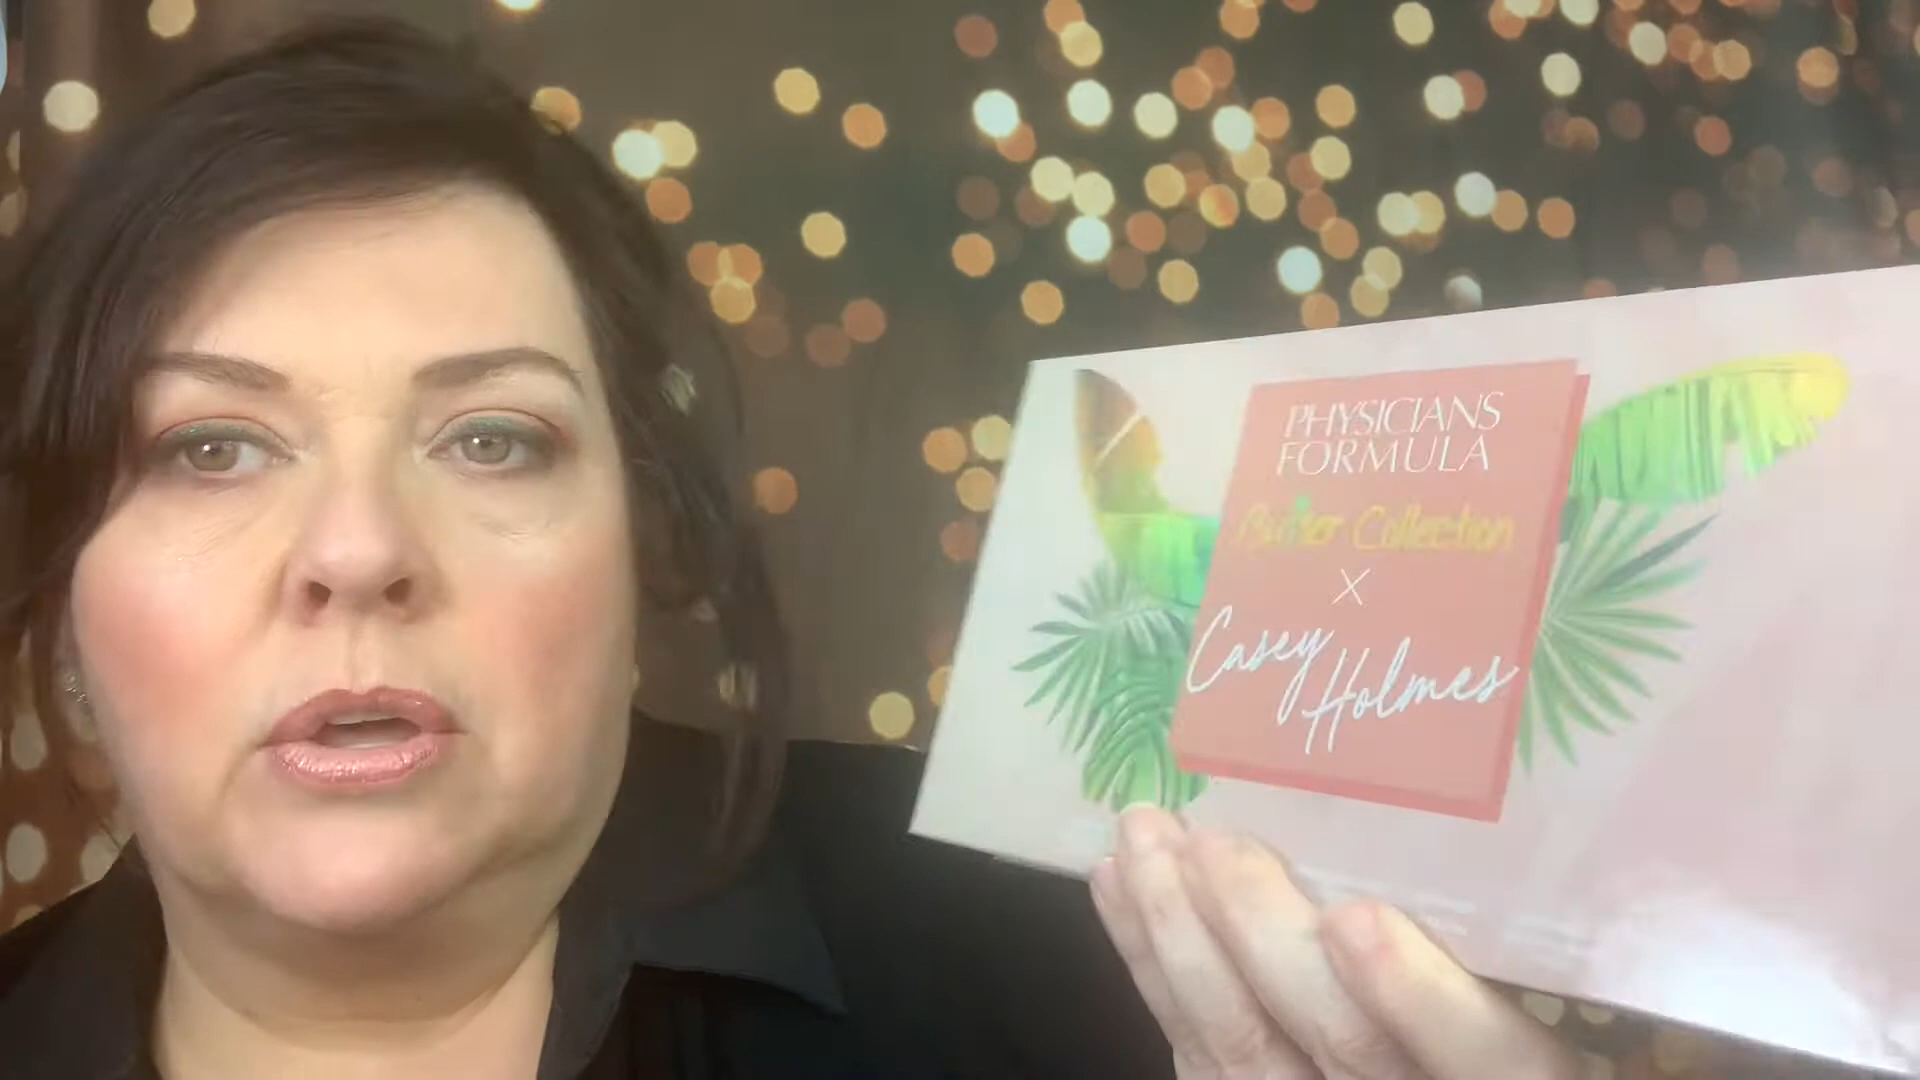 PHYSICIANS
FORMULA
Butter Collection
X
Casey
Holmes